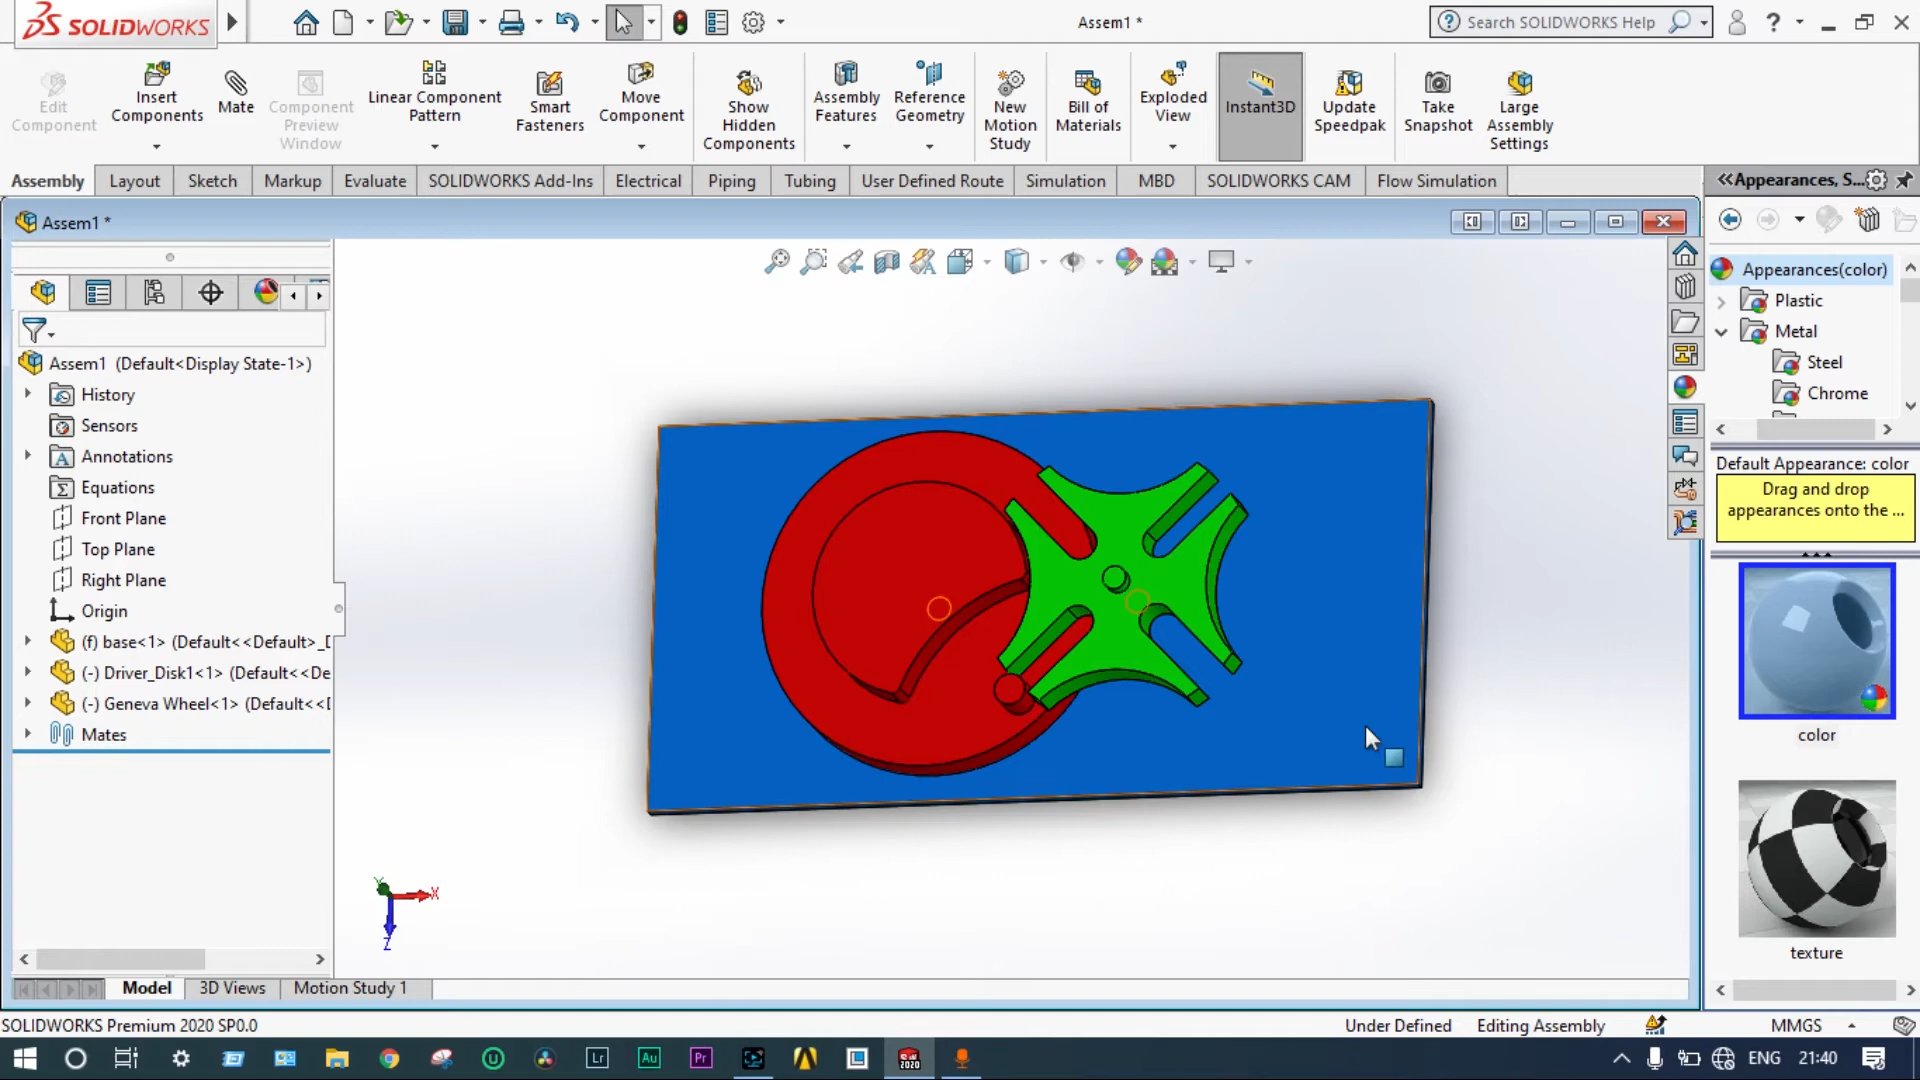 SOLIDWORKS
Assem1 *
Search SOLIDWORKS Help
Edit
Component
Insert
Components
Mate
Component
Preview
Window
Linear Component
Pattern
Smart
Fasteners
Move
Component
Show
Hidden
Components
Assembly
Features
Reference
Geometry
New
Motion
Study
Bill of
Materials
Exploded
View
Instant3D
Update
Speedpak
Take
Snapshot
Large
Assembly
Settings
Assembly
Layout
Sketch
Markup
Evaluate
SOLIDWORKS Add-Ins
Electrical
Piping
Tubing
User Defined Route
Simulation
MBD
SOLIDWORKS CAM
Flow Simulation
Appearances, S...
Assem1 *
Assem1 (Default<Display State-1>)
History
Sensors
Annotations
Equations
Front Plane
Top Plane
Right Plane
Origin
(f) base<1> (Default<<Default>_D
(-) Driver_Disk1<1> (Default<<De
(-) Geneva Wheel<1> (Default<<D
Mates
Y
X
Z
Appearances(color)
Plastic
Metal
Steel
Chrome
Default Appearance: color
Drag and drop
appearances onto the ...
color
texture
Model
3D Views
Motion Study 1
SOLIDWORKS Premium 2020 SP0.0
Under Defined
Editing Assembly
MMGS
Lr
Au
Pr
SW
2020
ENG
21:40